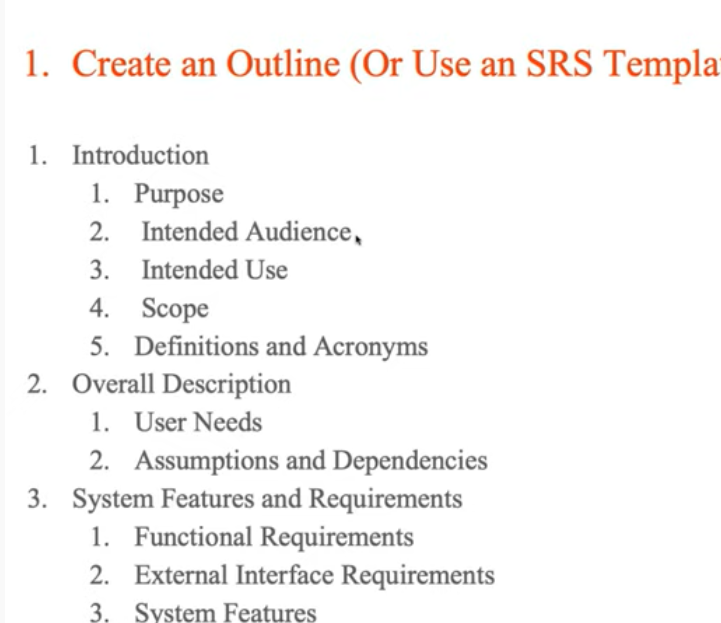 1. Create an Outline (Or Use an SRS Templa
1. Introduction
1. Purpose
2. Intended Audience
3. Intended Use
4. Scope
5. Definitions and Acronyms
2. Overall Description
1. User Needs
2. Assumptions and Dependencies
3. System Features and Requirements
1. Functional Requirements
2. External Interface Requirements
3. System Features